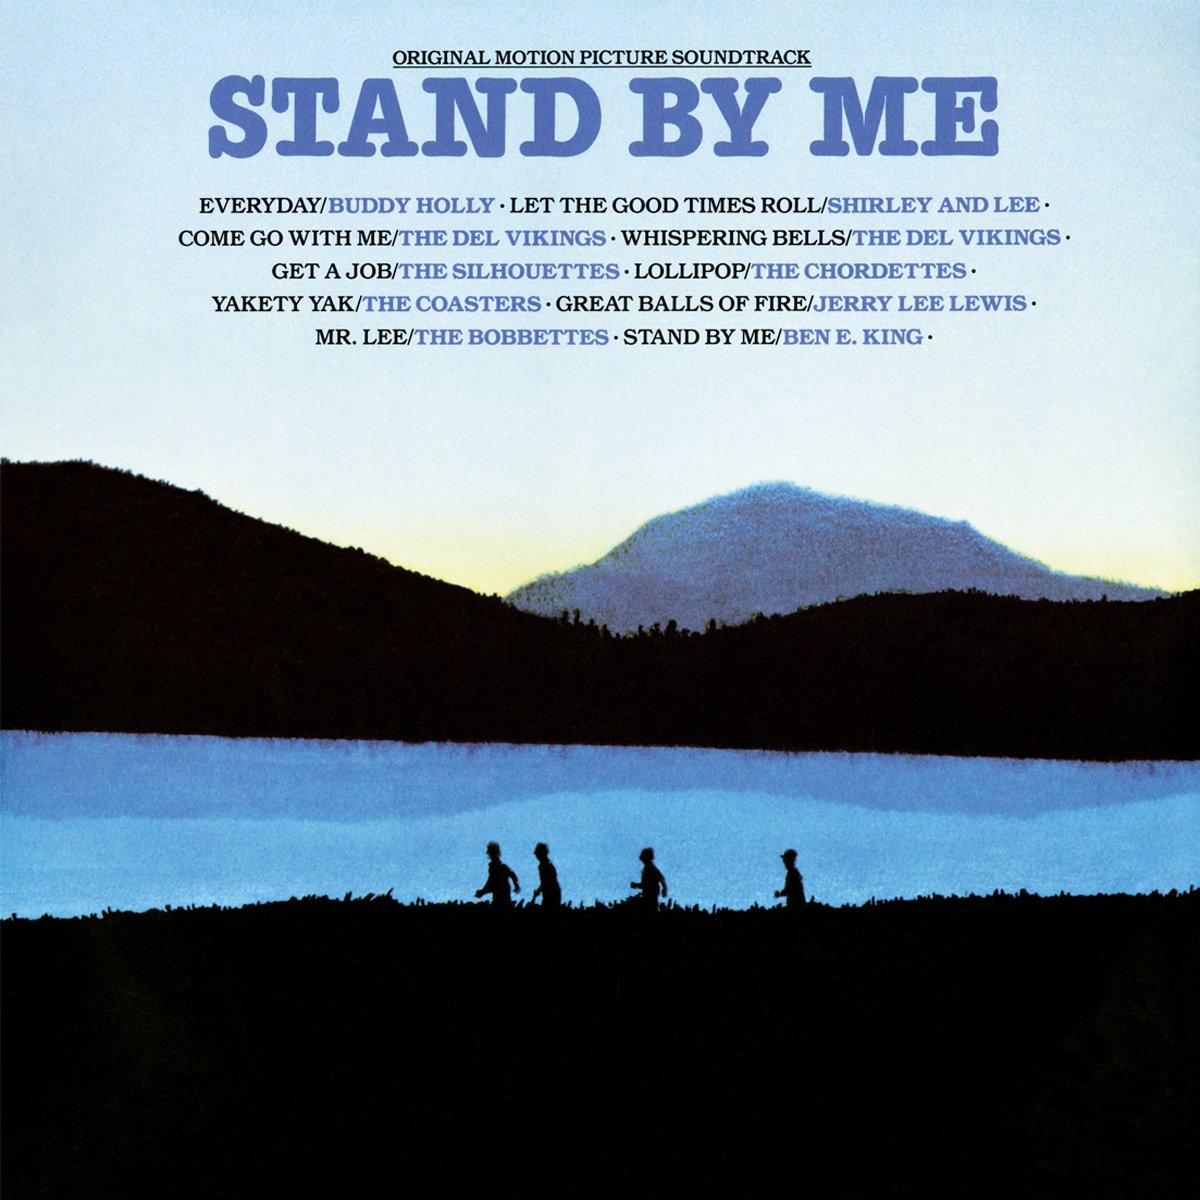 ORIGINAL MOTION PICTURE SOUNDTRACK
STAND BY ME
EVERYDAY/BUDDY HOLLY · LET THE GOOD TIMES ROLL/SHIRLEY AND LEE ·
COME GO WITH ME/THE DEL VIKINGS · WHISPERING BELLS/THE DEL VIKINGS ·
GET A JOB/THE SILHOUETTES · LOLLIPOP/THE CHORDETTES ·
YAKETY YAK/THE COASTERS · GREAT BALLS OF FIRE/JERRY LEE LEWIS ·
MR. LEE/THE BOBBETTES · STAND BY ME/BEN E. KING ·